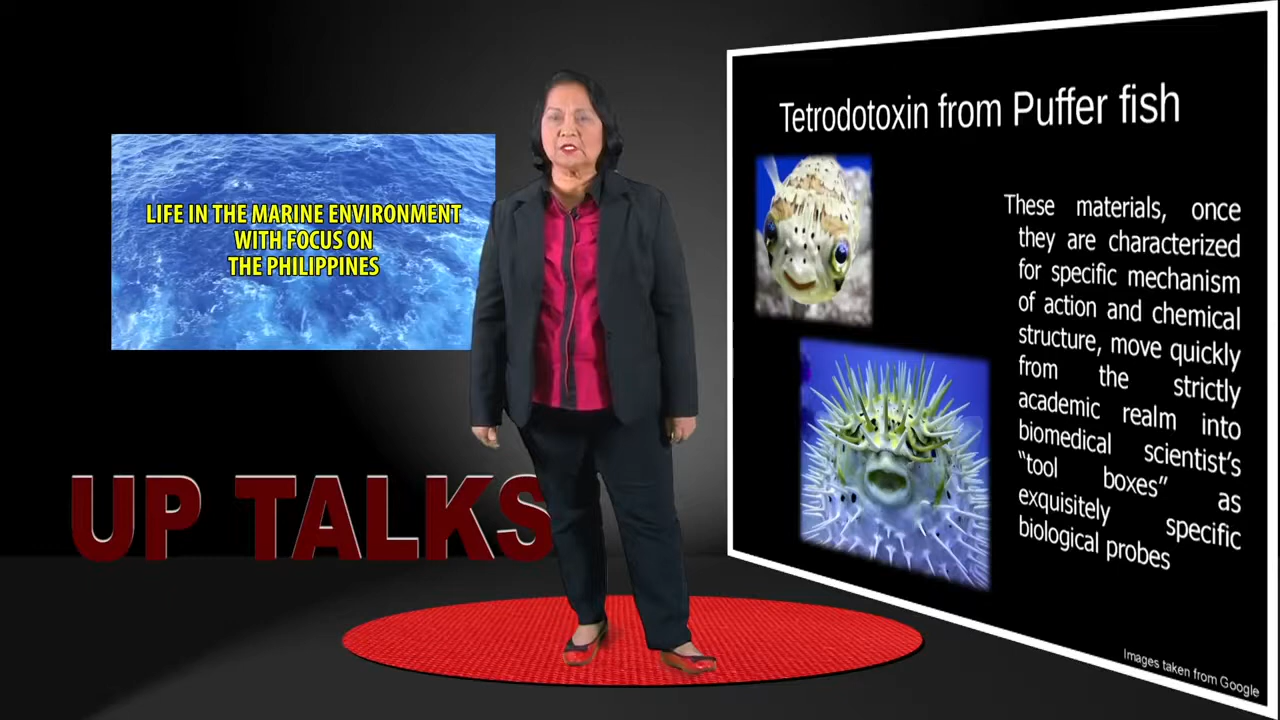 LIFE IN THE MARINE ENVIRONMENT
WITH FOCUS ON
THE PHILIPPINES
UP TALKS
Tetrodotoxin from Puffer fish
These materials, once
they are characterized
for specific mechanism
of action and chemical
structure, move quickly
from the strictly
academic realm into
biomedical scientist's
“tool boxes” as
exquisitely specific
biological probes
Images taken from Google